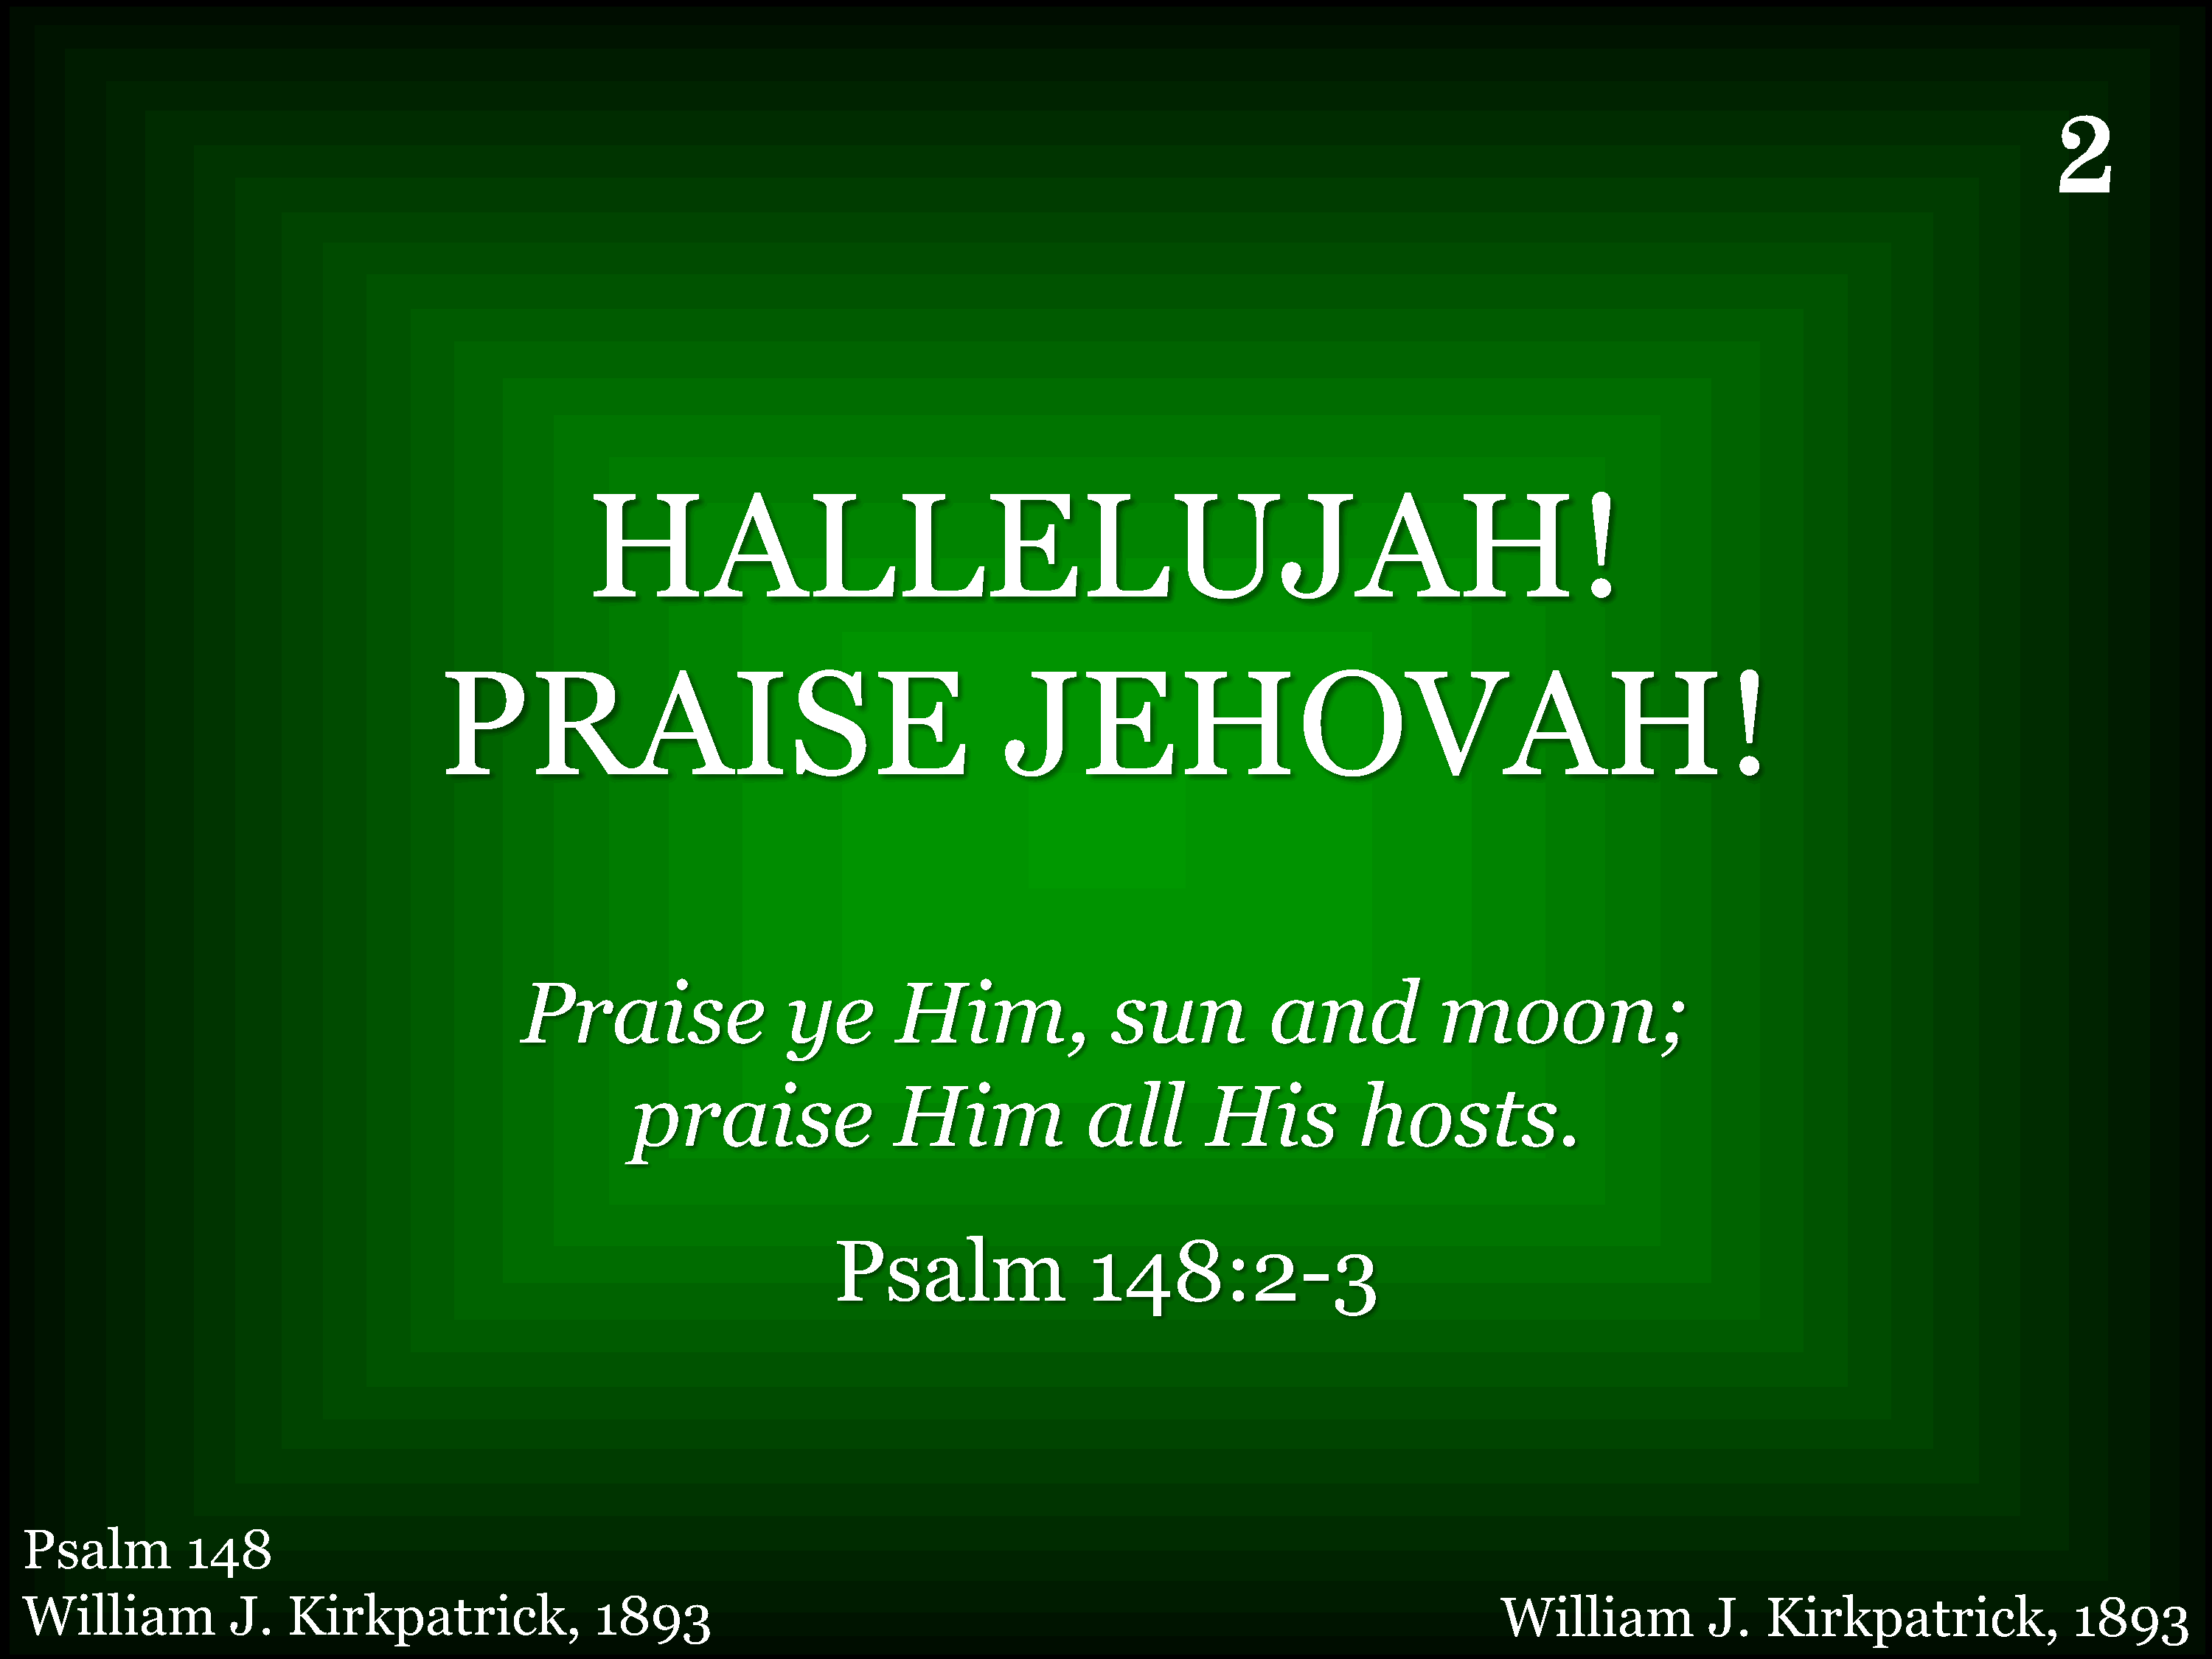 2
HALLELUJAH!
PRAISE JEHOVAH!
Praise ye Him, sun and moon;
praise Him all His hosts.
Psalm 148:2-3
Psalm 148
William J. Kirkpatrick, 1893
William J. Kirkpatrick, 1893